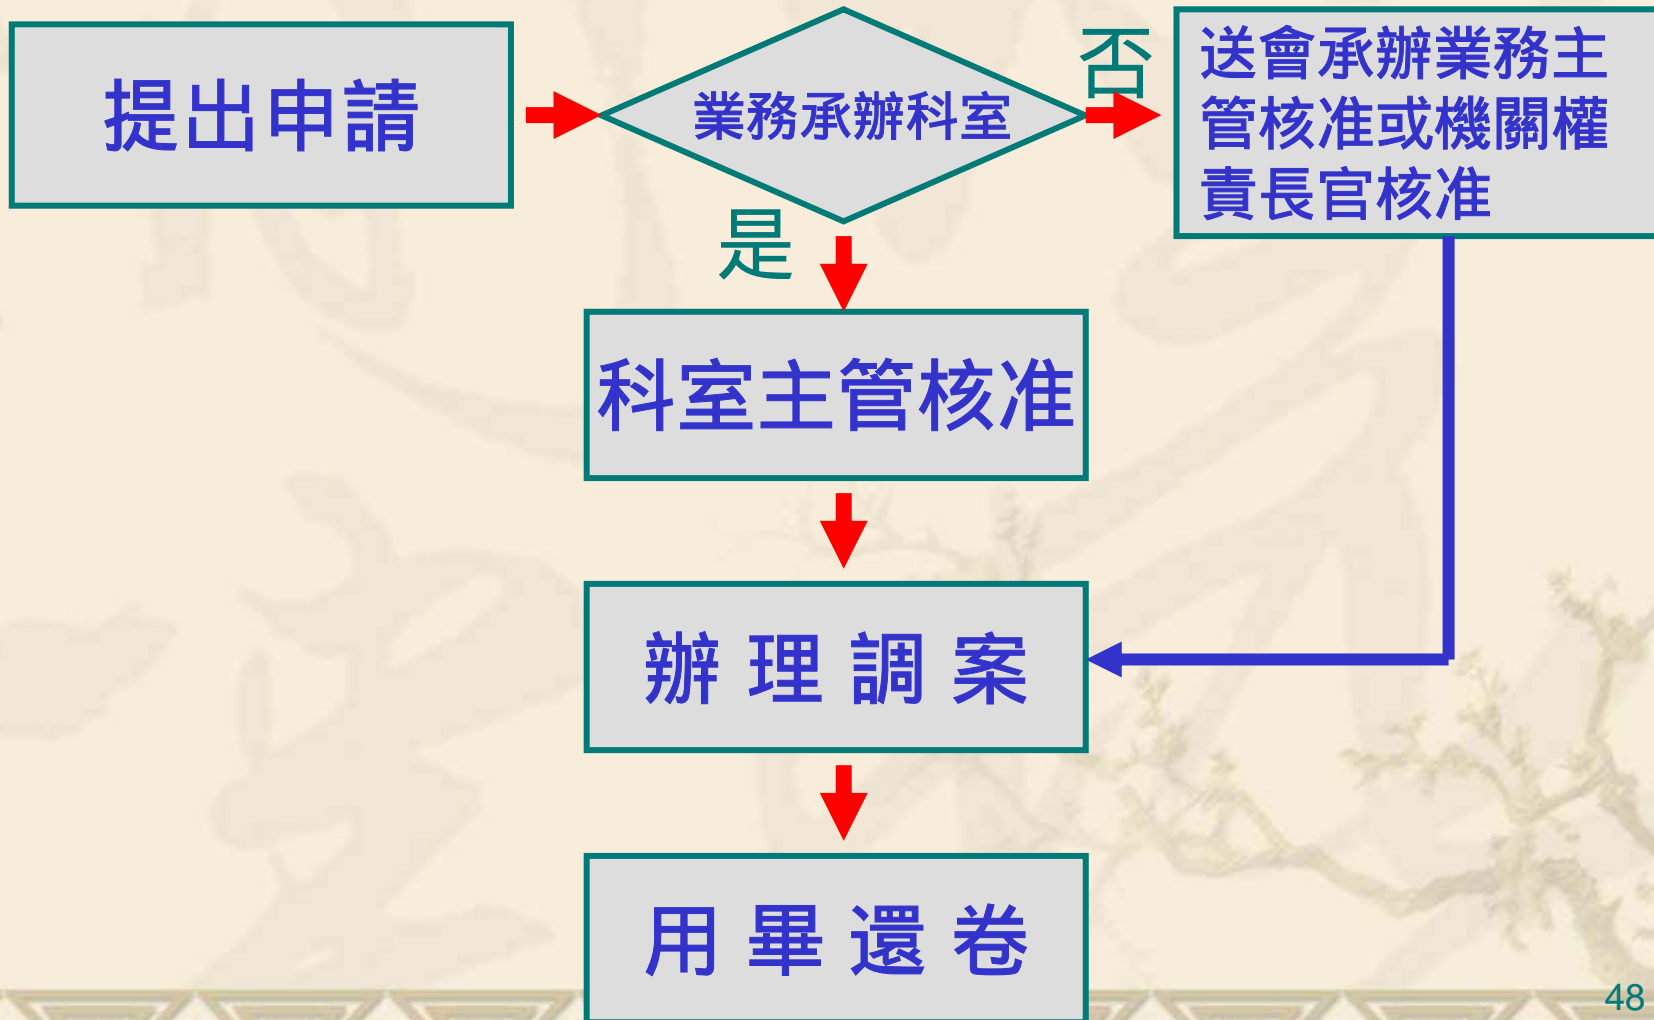 提出申請
業務承辦科室
否
送會承辦業務主
管核准或機關權
責長官核准
是
科室主管核准
辦理調案
用畢還卷
48